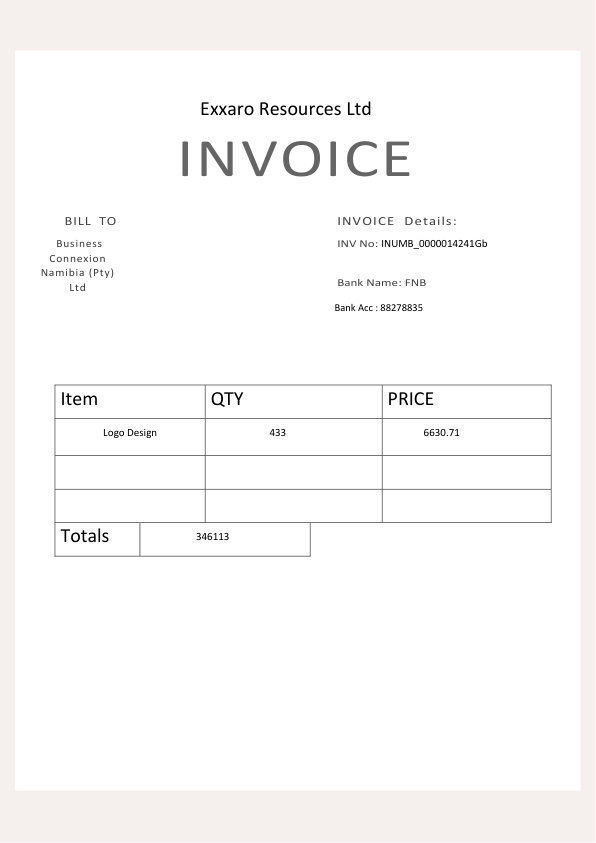 Exxaro Resources Ltd
INVOICE
BILL TO
Business
Connexion
Namibia (Pty)
Ltd
INVOICE Details:
INV No: INUMB_0000014241Gb
Bank Name: FNB
Bank Acc : 88278835
Item QTY PRICE
Logo Design 433 6630.71
Totals 346113